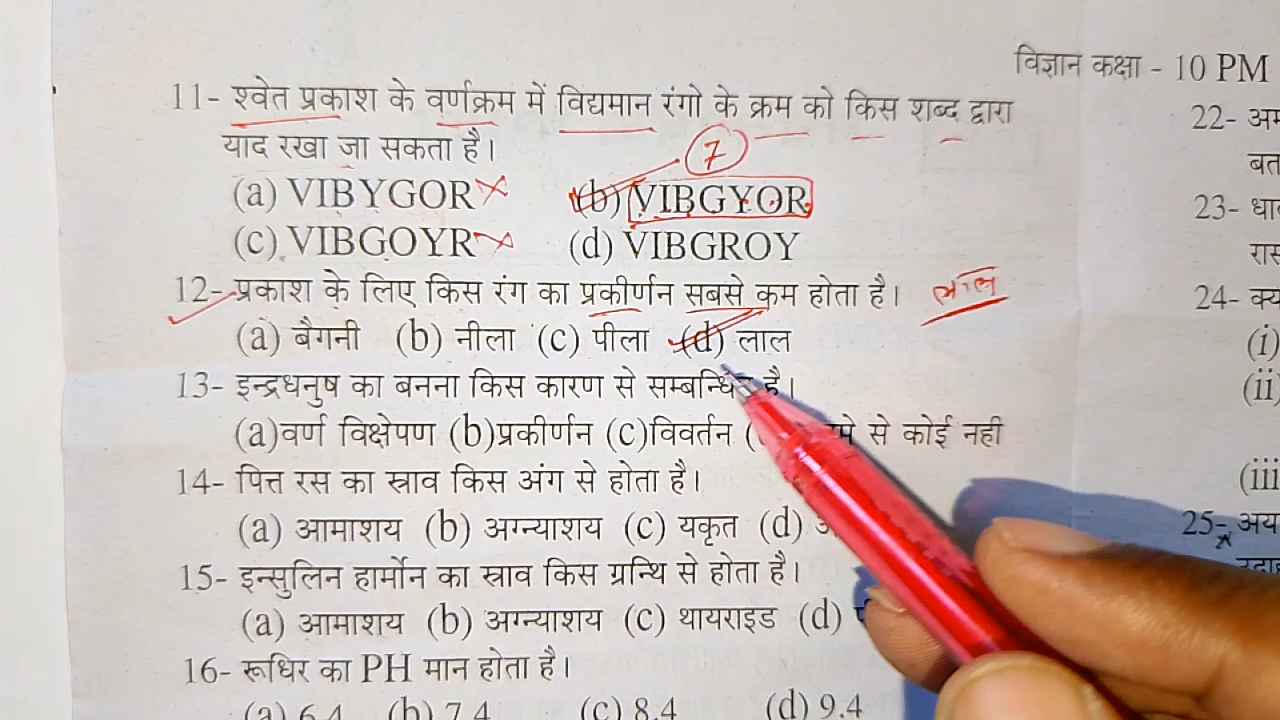 विज्ञान कक्षा - 10 PM
11- श्वेत प्रकाश के वर्णक्रम में विद्यमान रंगो के क्रम को किस शब्द द्वारा
याद रखा जा सकता है।
7
(a) VIBYGOR (b) VIBGYOR
(c) VIBGOYR (d) VIBGROY
12- प्रकाश के लिए किस रंग का प्रकीर्णन सबसे कम होता है। लाल
(a) बैगनी (b) नीला (c) पीला (d) लाल
13- इन्द्रधनुष का बनना किस कारण से सम्बन्धित है।
(a)वर्ण विक्षेपण (b)प्रकीर्णन (c)विवर्तन ( से कोई नही
14- पित्त रस का स्राव किस अंग से होता है।
(a) आमाशय (b) अग्न्याशय (c) यकृत (d)
15- इन्सुलिन हार्मोन का स्राव किस ग्रन्थि से होता है।
(a) आमाशय (b) अग्न्याशय (c) थायराइड (d)
16- रूधिर का PH मान होता है।
(a) 6.4 (b) 7.4 (c) 8.4 (d) 9.4
22-
23-
24-
(i)
(ii)
(iii
25-